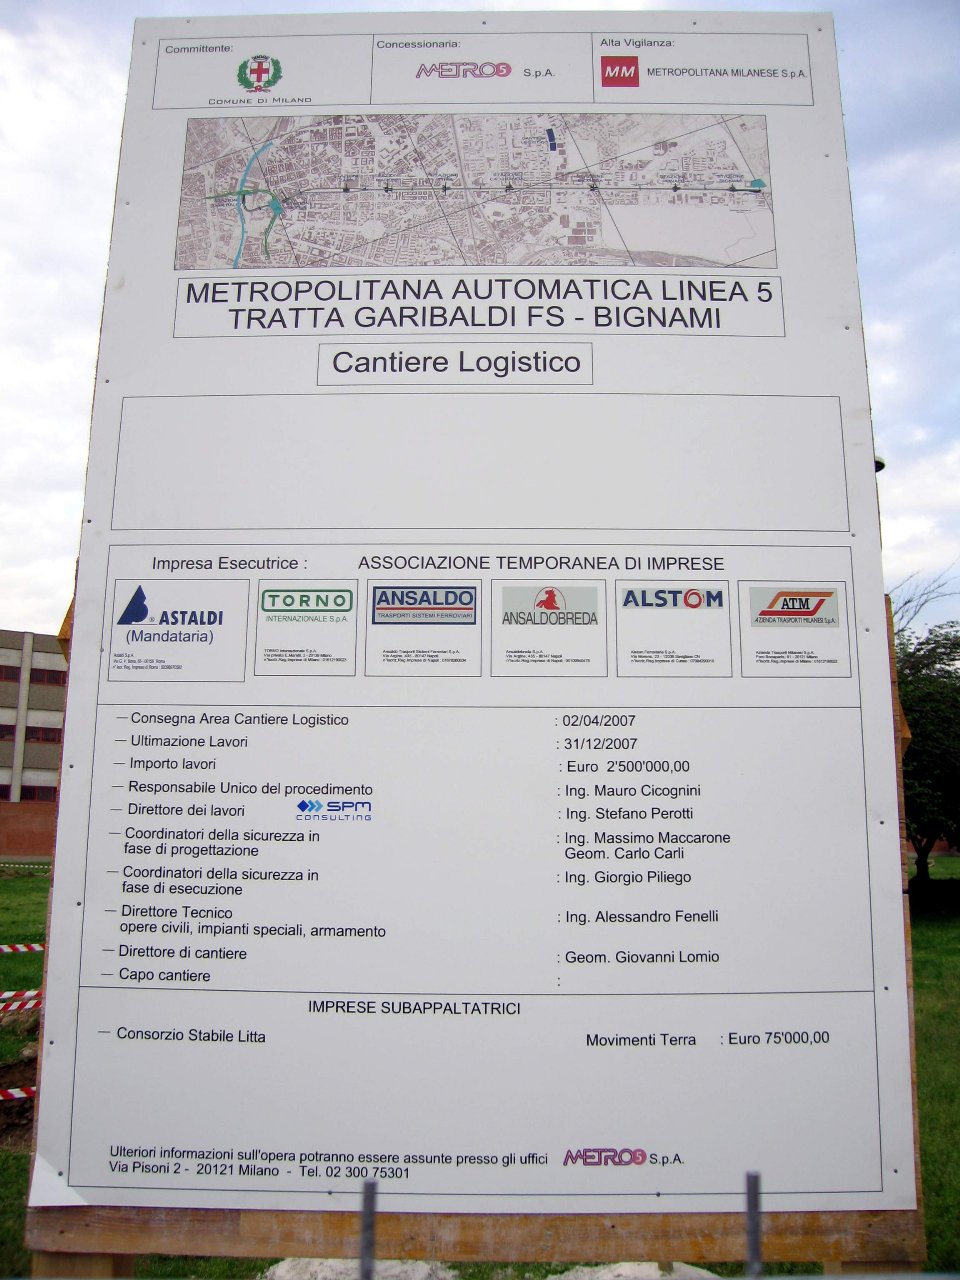 Committente:
COMUNE DI MILANO
Concessionaria:
METRO5 S.p.A.
Alta Vigilanza:
MM METROPOLITANA MILANESE S.p.A.
METROPOLITANA AUTOMATICA LINEA 5
TRATTA GARIBALDI FS - BIGNAMI
Cantiere Logistico
Impresa Esecutrice : ASSOCIAZIONE TEMPORANEA DI IMPRESE
ASTALDI
(Mandataria)
TORNO
INTERNAZIONALE S.p.A.
ANSALDO
TRASPORTI SISTEMI FERROVIARI
ANSALDOBREDA
ALSTOM
ATM
AZIENDA TRASPORTI MILANESI S.p.A.
— Consegna Area Cantiere Logistico : 02/04/2007
— Ultimazione Lavori : 31/12/2007
— Importo lavori : Euro 2'500'000,00
— Responsabile Unico del procedimento : Ing. Mauro Cicognini
— Direttore dei lavori SPM CONSULTING : Ing. Stefano Perotti
— Coordinatori della sicurezza in : Ing. Massimo Maccarone
fase di progettazione Geom. Carlo Carli
— Coordinatori della sicurezza in : Ing. Giorgio Piliego
fase di esecuzione
— Direttore Tecnico : Ing. Alessandro Fenelli
opere civili, impianti speciali, armamento
— Direttore di cantiere : Geom. Giovanni Lomio
— Capo cantiere :
IMPRESE SUBAPPALTATRICI
— Consorzio Stabile Litta Movimenti Terra : Euro 75'000,00
Ulteriori informazioni sull'opera potranno essere assunte presso gli uffici METRO5 S.p.A.
Via Pisoni 2 - 20121 Milano - Tel. 02 300 75301